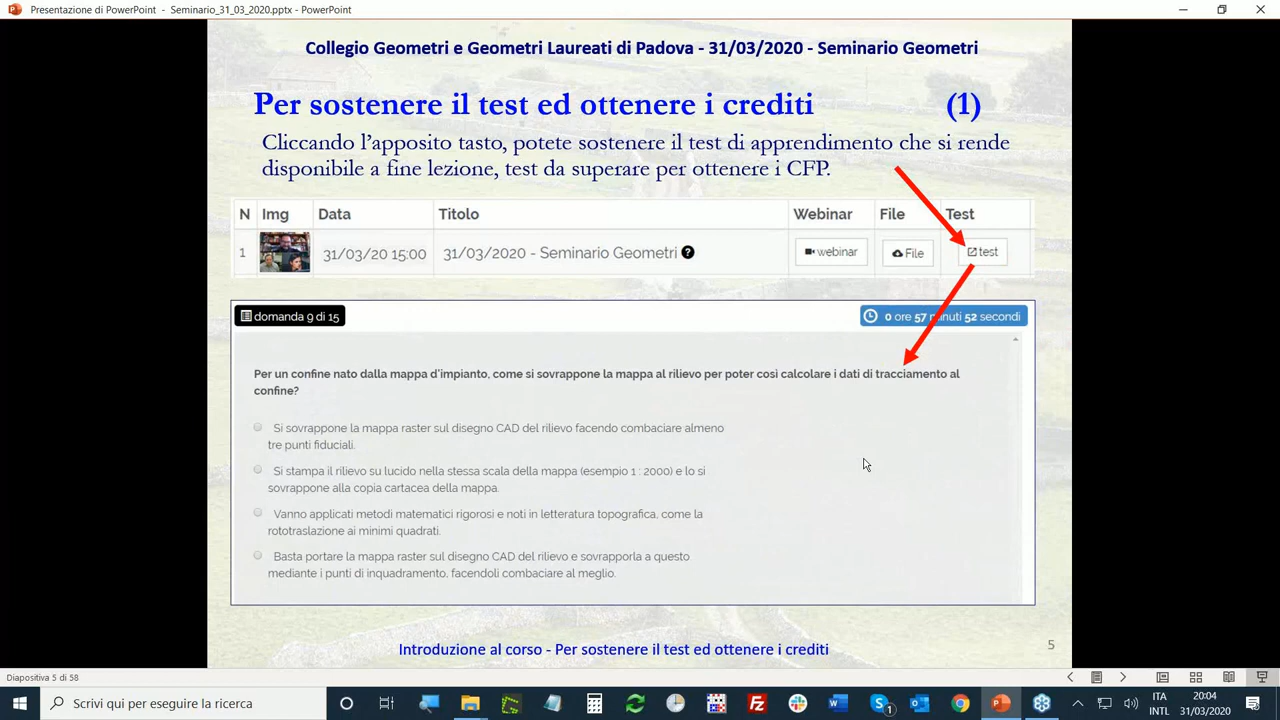 Presentazione di PowerPoint - Seminario_31_03_2020.pptx - PowerPoint
Collegio Geometri e Geometri Laureati di Padova - 31/03/2020 - Seminario Geometri
Per sostenere il test ed ottenere i crediti (1)
Cliccando l'apposito tasto, potete sostenere il test di apprendimento che si rende
disponibile a fine lezione, test da superare per ottenere i CFP.
N Img Data Titolo Webinar File Test
1 31/03/20 15:00 31/03/2020 - Seminario Geometri ? webinar File test
domanda 9 di 15 0 ore 57 minuti 52 secondi
Per un confine nato dalla mappa d'impianto, come si sovrappone la mappa al rilievo per poter così calcolare i dati di tracciamento al
confine?
Si sovrappone la mappa raster sul disegno CAD del rilievo facendo combaciare almeno
tre punti fiduciali.
Si stampa il rilievo su lucido nella stessa scala della mappa (esempio 1 : 2000) e lo si
sovrappone alla copia cartacea della mappa.
Vanno applicati metodi matematici rigorosi e noti in letteratura topografica, come la
rototraslazione ai minimi quadrati.
Basta portare la mappa raster sul disegno CAD del rilievo e sovrapporla a questo
mediante i punti di inquadramento, facendoli combaciare al meglio.
Introduzione al corso - Per sostenere il test ed ottenere i crediti 5
Diapositiva 5 di 58
Scrivi qui per eseguire la ricerca
ITA 20:04
INTL 31/03/2020